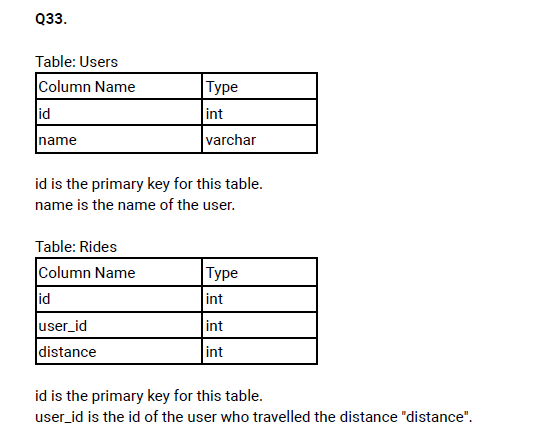 Q33.
Table: Users
Column Name Type
id int
name varchar
id is the primary key for this table.
name is the name of the user.
Table: Rides
Column Name Type
id int
user_id int
distance int
id is the primary key for this table.
user_id is the id of the user who travelled the distance "distance".